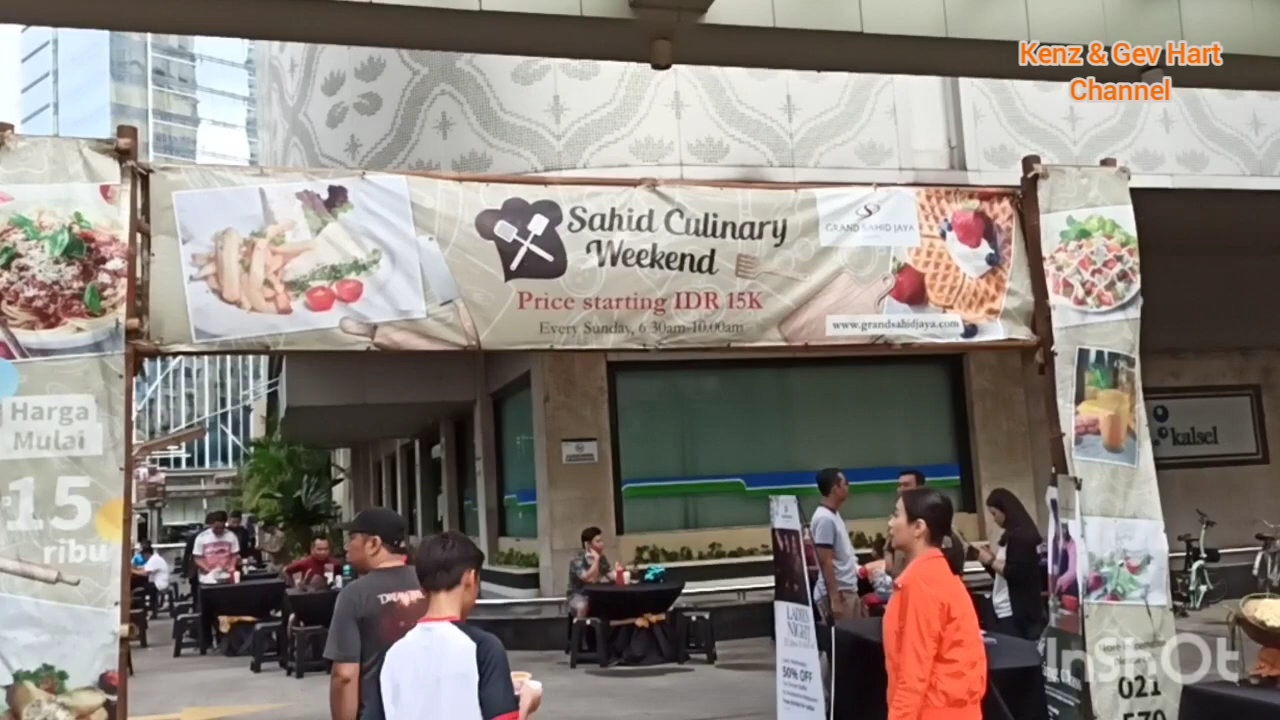 Kenz & Gev Hart
Channel
Sahid Culinary
Weekend
GRAND SAHID JAYA
Price starting IDR 15K
Every Sunday, 6.30am-10.00am
www.grandsahidjaya.com
Harga
Mulai
15
ribu
kalsel
LADIES
NIGHT
50% OFF
021
InShOt